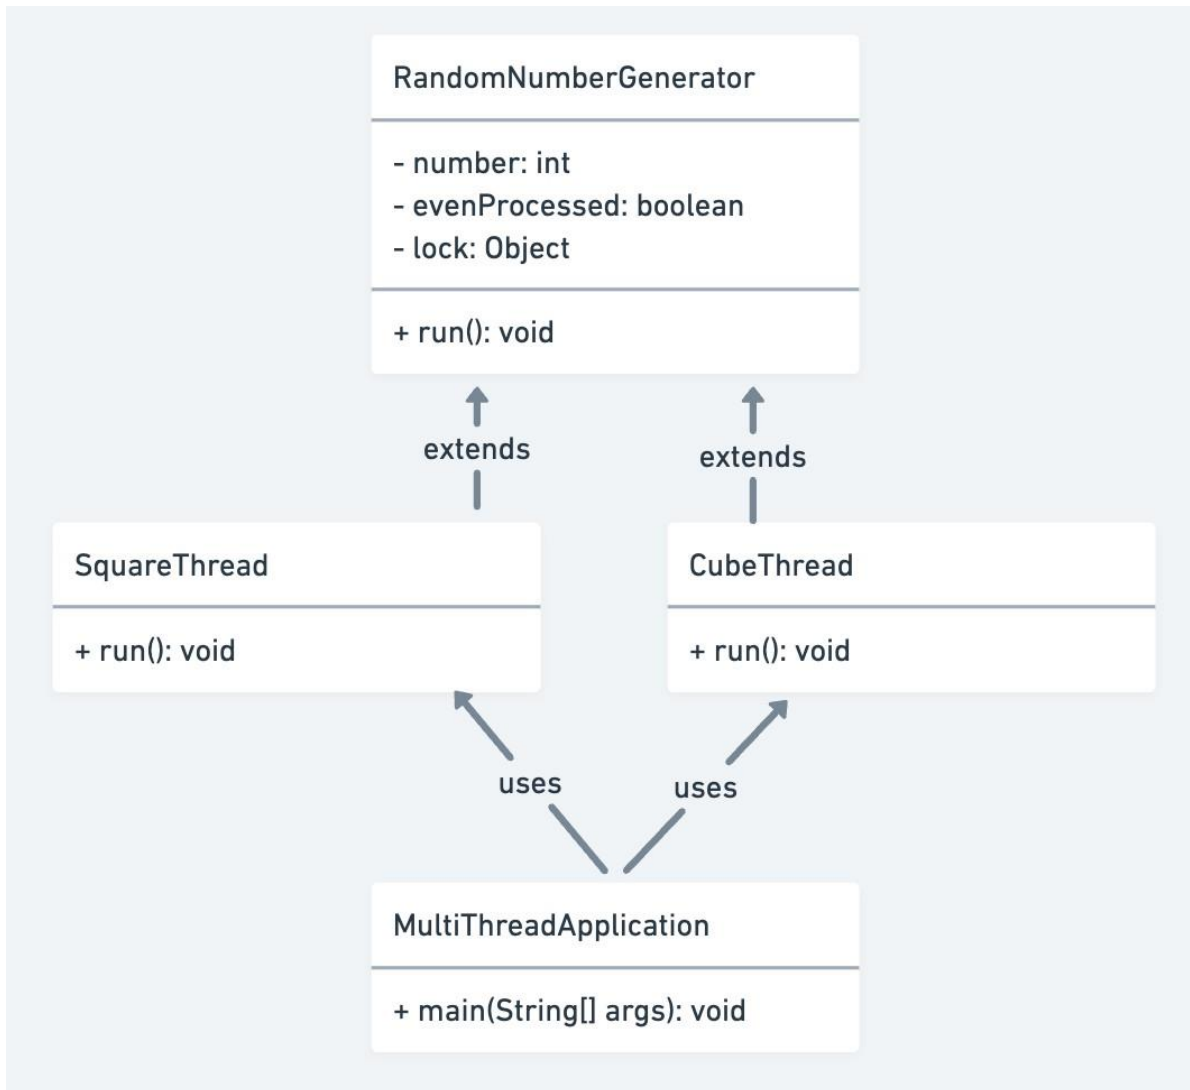 RandomNumberGenerator
- number: int
- evenProcessed: boolean
- lock: Object
+ run(): void
extends
extends
SquareThread
+ run(): void
CubeThread
+ run(): void
uses
uses
MultiThreadApplication
+ main(String[] args): void